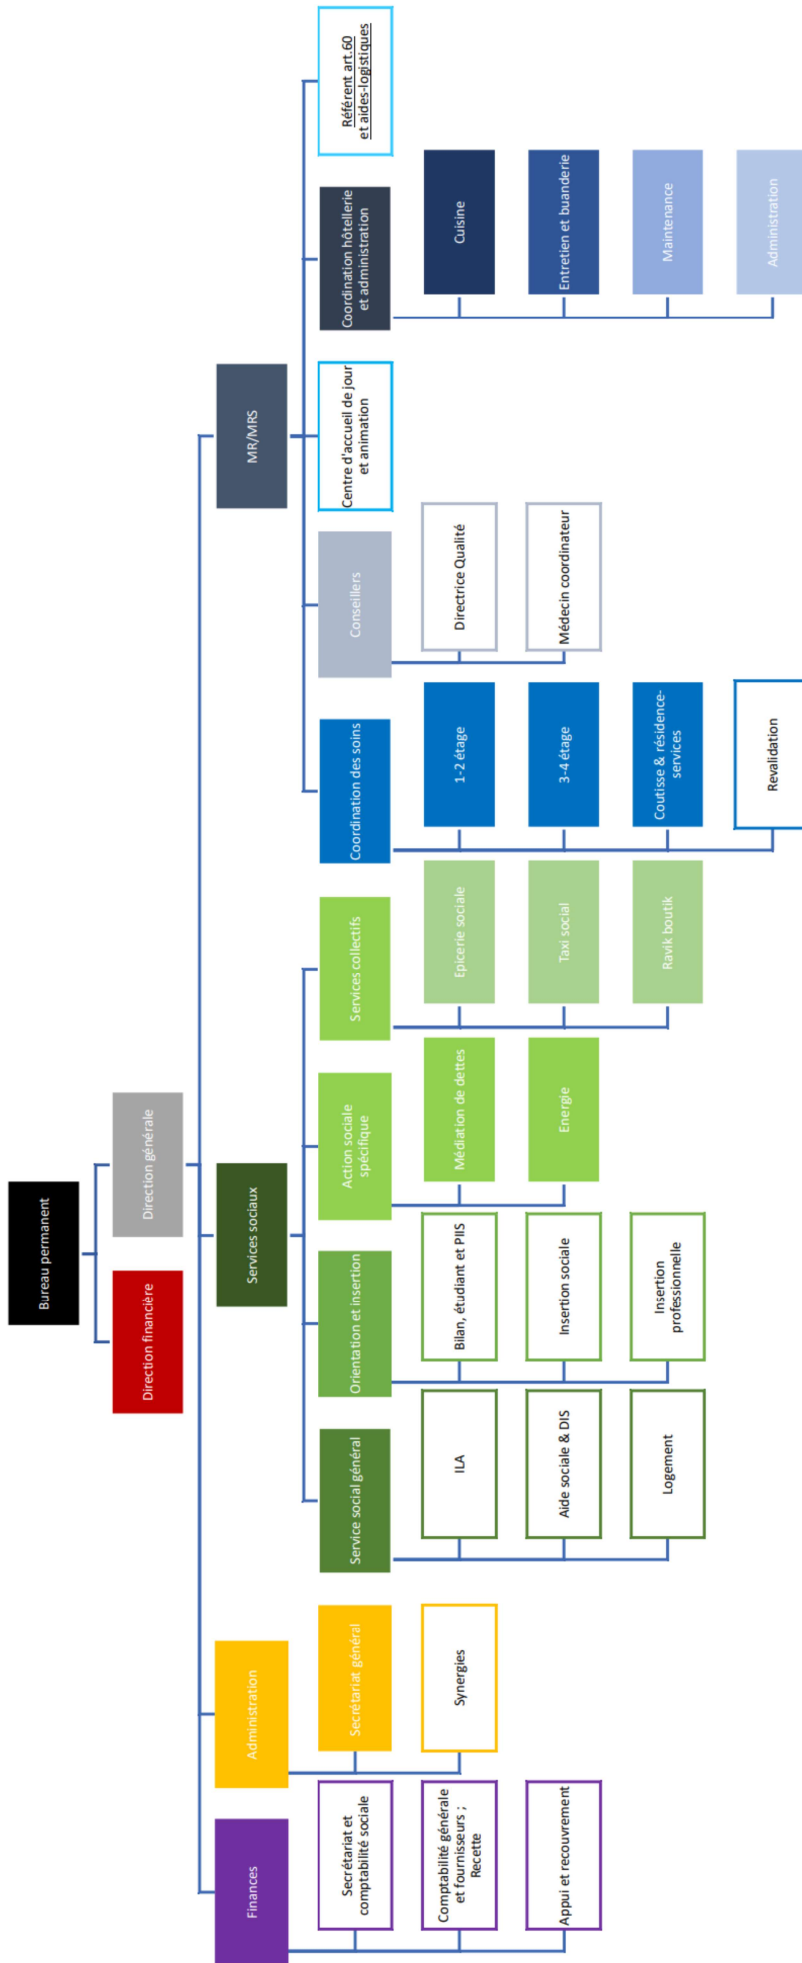 Bureau permanent
Direction financière
Direction générale
Finances
Administration
Services sociaux
MR/MRS
Secrétariat et
comptabilité sociale
Comptabilité générale
et fournisseurs ;
Recette
Appui et recouvrement
Secrétariat général
Synergies
Service social général
ILA
Aide sociale & DIS
Logement
Orientation et insertion
Bilan, étudiant et PIIS
Insertion sociale
Insertion
professionnelle
Action sociale
spécifique
Médiation de dettes
Energie
Services collectifs
Epicerie sociale
Taxi social
Ravik boutik
Coordination des soins
1-2 étage
3-4 étage
Coutisse & résidence-
services
Revalidation
Conseillers
Directrice Qualité
Médecin coordinateur
Centre d'accueil de jour
et animation
Coordination hôtellerie
et administration
Cuisine
Entretien et buanderie
Maintenance
Administration
Référent art.60
et aides-logistiques